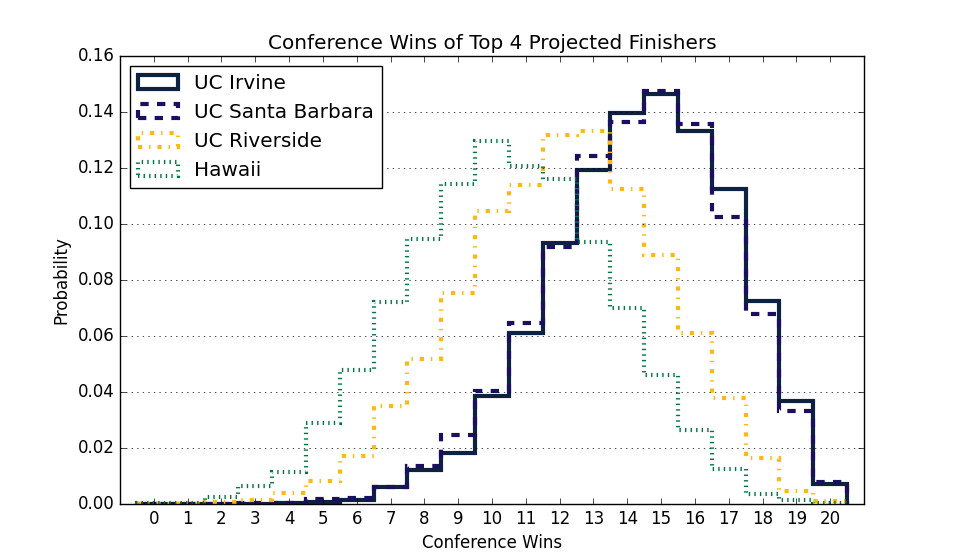 Conference Wins of Top 4 Projected Finishers
0.16
0.14
0.12
0.10
0.08
0.06
0.04
0.02
0.00
Probability
UC Irvine
UC Santa Barbara
UC Riverside
Hawaii
0 1 2 3 4 5 6 7 8 9 10 11 12 13 14 15 16 17 18 19 20
Conference Wins